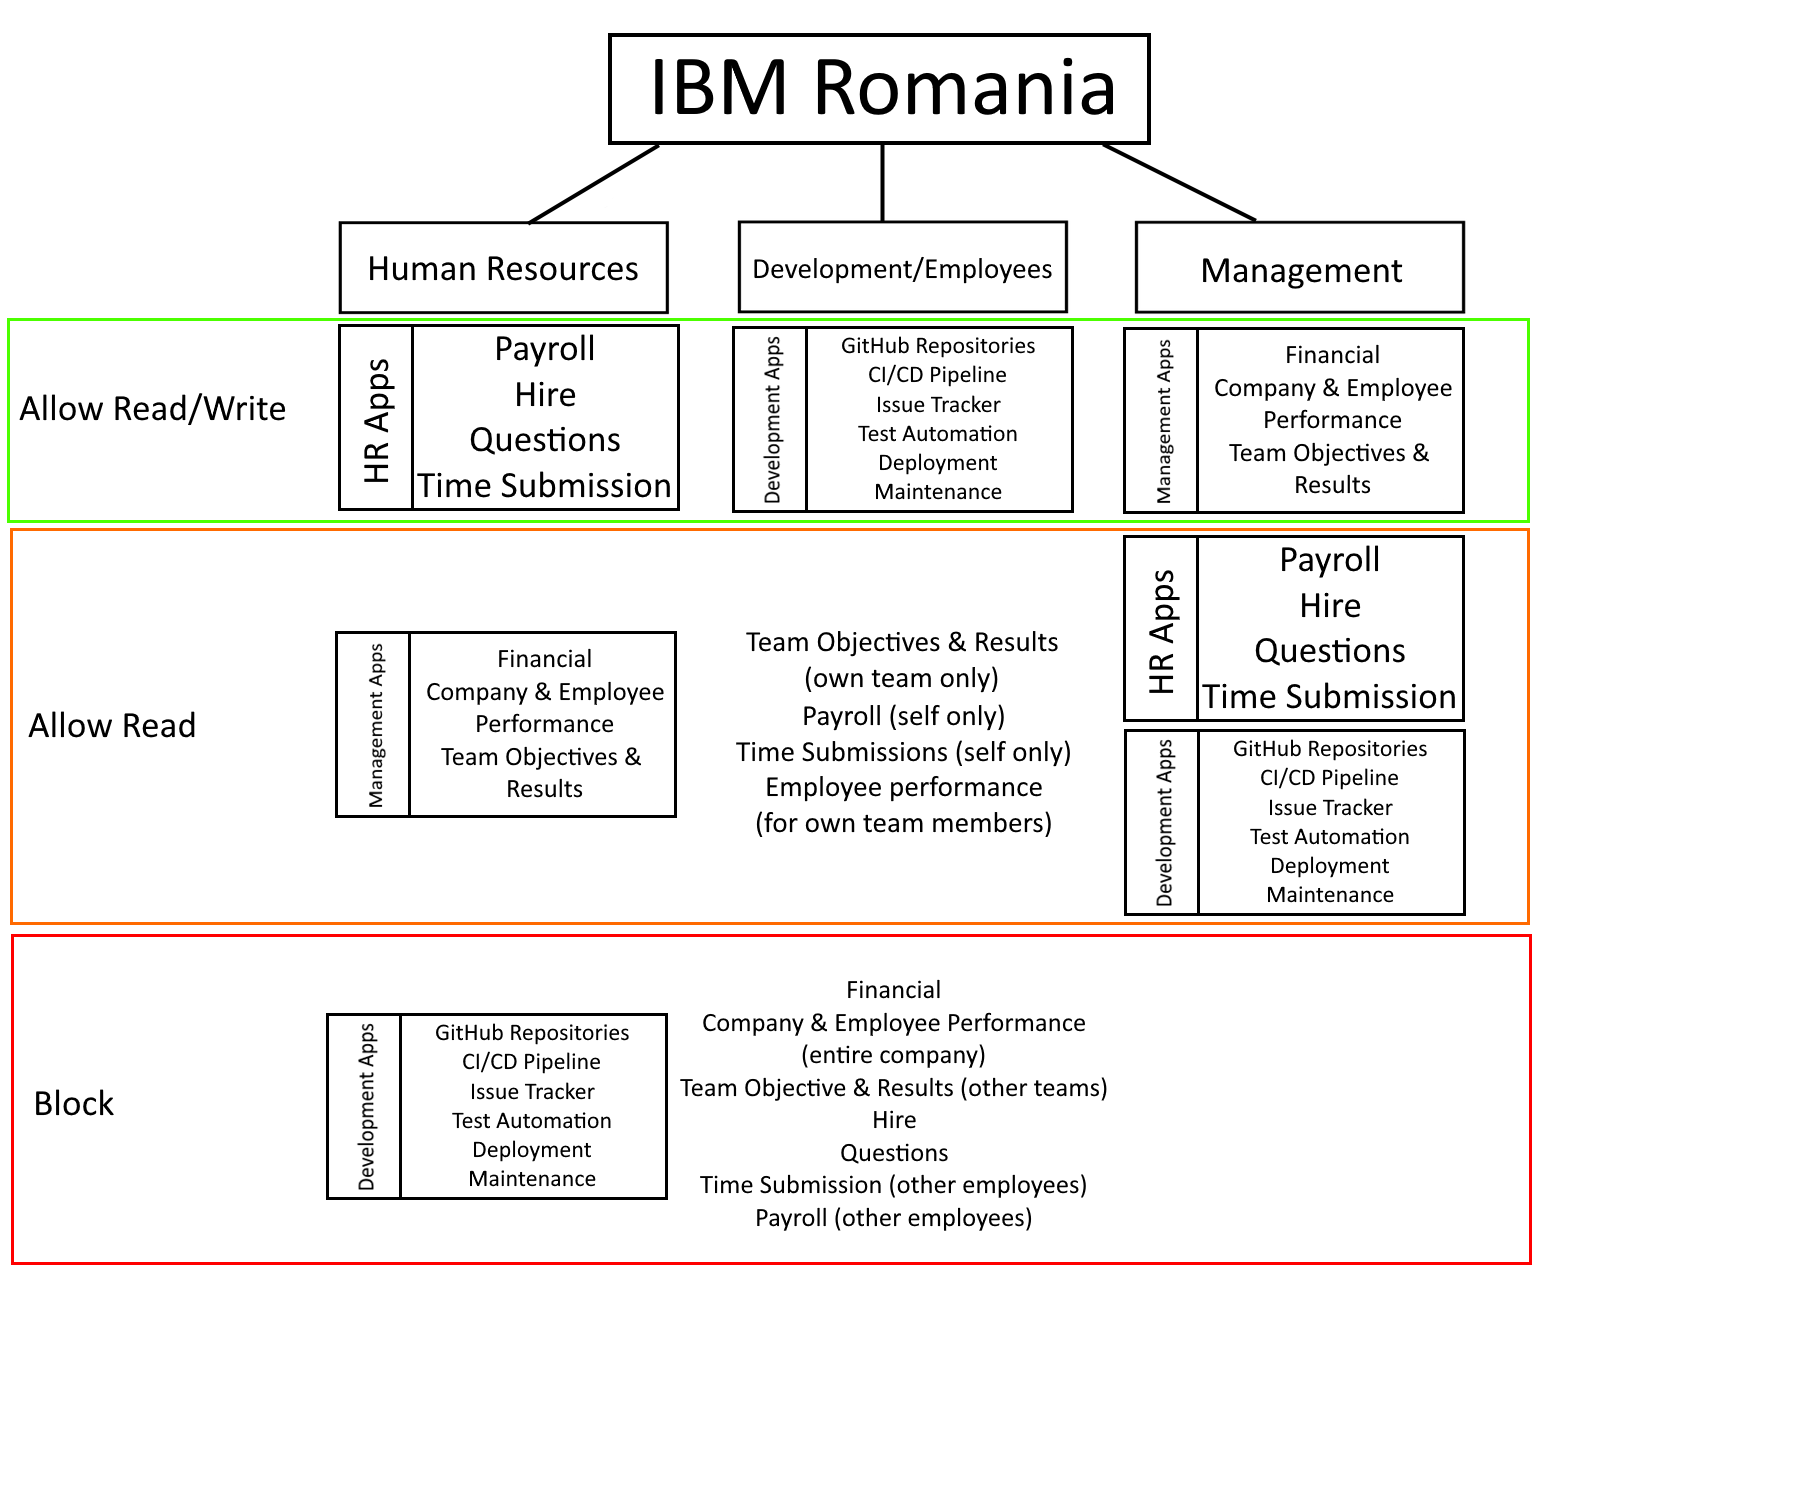 IBM Romania
Human Resources
Development/Employees
Management
Allow Read/Write
HR Apps
Payroll
Hire
Questions
Time Submission
Development Apps
GitHub Repositories
CI/CD Pipeline
Issue Tracker
Test Automation
Deployment
Maintenance
Management Apps
Financial
Company & Employee
Performance
Team Objectives &
Results
Allow Read
Management Apps
Financial
Company & Employee
Performance
Team Objectives &
Results
Team Objectives & Results
(own team only)
Payroll (self only)
Time Submissions (self only)
Employee performance
(for own team members)
HR Apps
Payroll
Hire
Questions
Time Submission
Development Apps
GitHub Repositories
CI/CD Pipeline
Issue Tracker
Test Automation
Deployment
Maintenance
Block
Development Apps
GitHub Repositories
CI/CD Pipeline
Issue Tracker
Test Automation
Deployment
Maintenance
Financial
Company & Employee Performance
(entire company)
Team Objective & Results (other teams)
Hire
Questions
Time Submission (other employees)
Payroll (other employees)